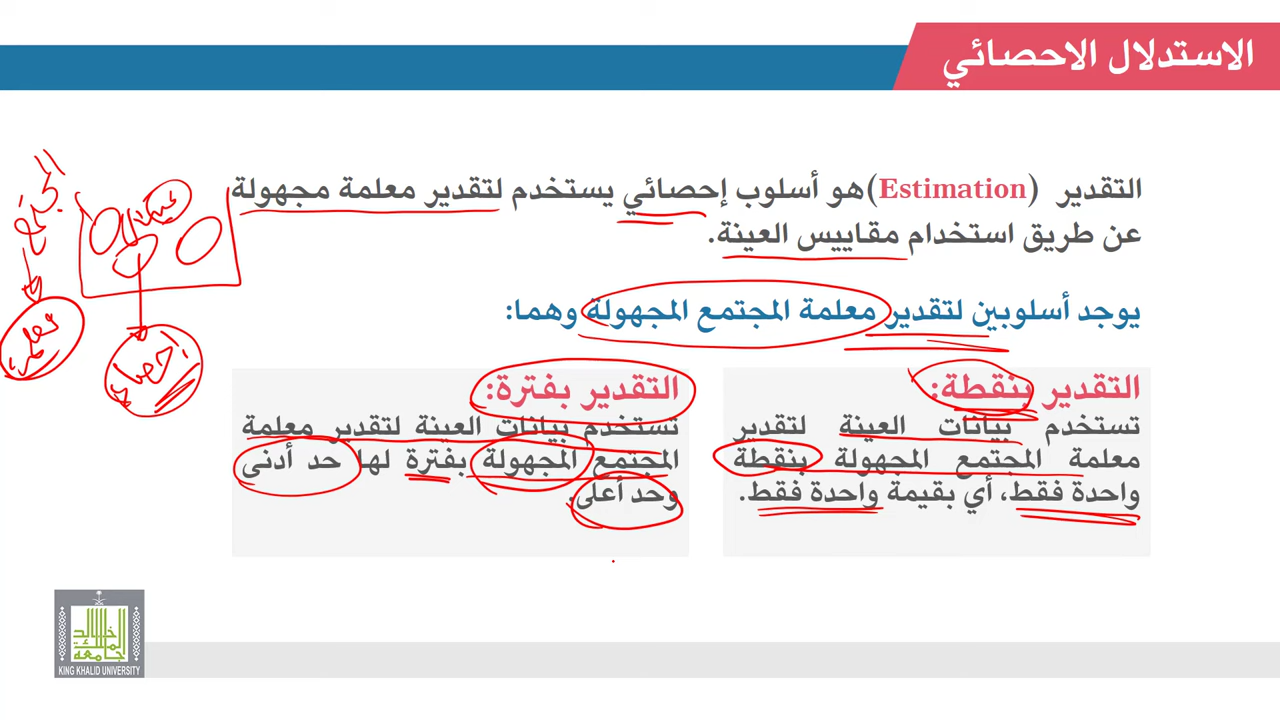 الاستدلال الاحصائي
التقدير (Estimation) هو أسلوب إحصائي يستخدم لتقدير معلمة مجهولة
عن طريق استخدام مقاييس العينة.
يوجد أسلوبين لتقدير معلمة المجتمع المجهولة وهما:
التقدير بنقطة:
تستخدم بيانات العينة لتقدير
معلمة المجتمع المجهولة بنقطة
واحدة فقط، أي بقيمة واحدة فقط.
التقدير بفترة:
تستخدم بيانات العينة لتقدير معلمة
المجتمع المجهولة بفترة لها حد أدنى
وحد أعلى.
المجتمع
معلمة
KING KHALID UNIVERSITY